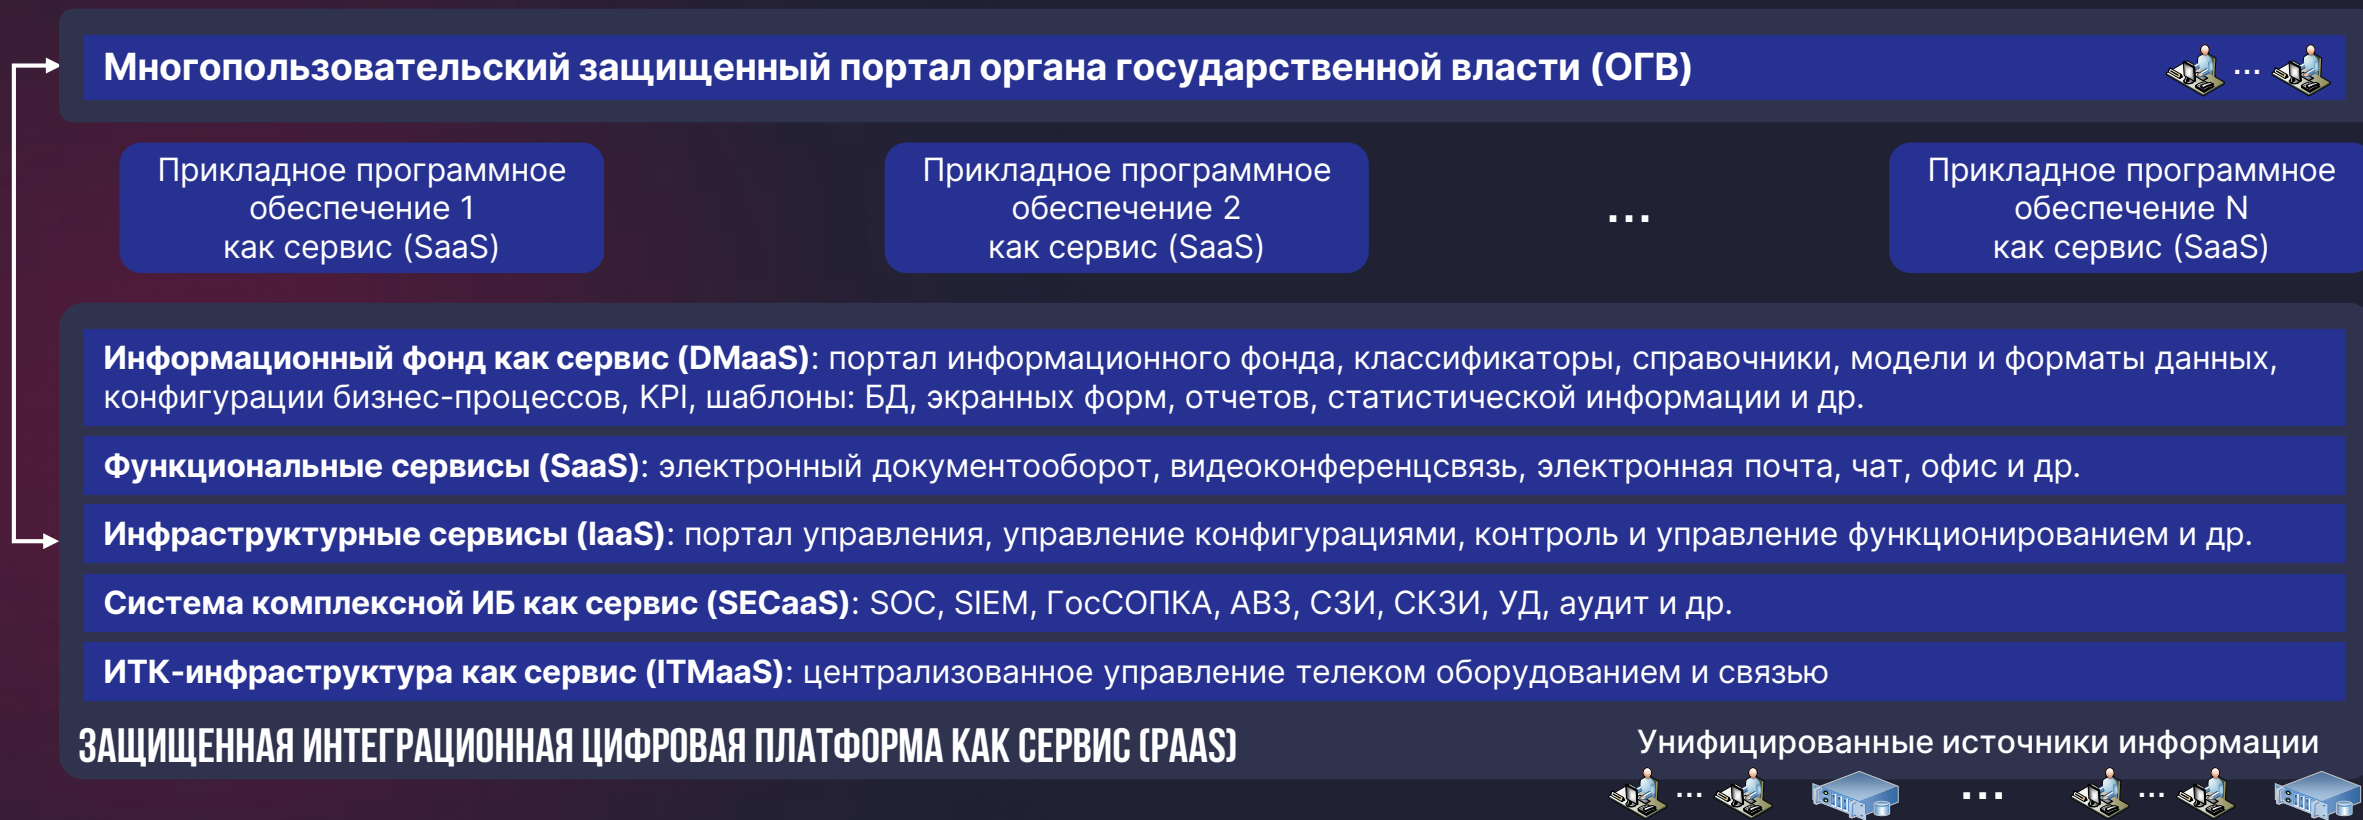 Многопользовательский защищенный портал органа государственной власти (ОГВ)
...
Прикладное программное
обеспечение 1
как сервис (SaaS)
Прикладное программное
обеспечение 2
как сервис (SaaS)
...
Прикладное программное
обеспечение N
как сервис (SaaS)
Информационный фонд как сервис (DMaaS): портал информационного фонда, классификаторы, справочники, модели и форматы данных,
конфигурации бизнес-процессов, KPI, шаблоны: БД, экранных форм, отчетов, статистической информации и др.
Функциональные сервисы (SaaS): электронный документооборот, видеоконференцсвязь, электронная почта, чат, офис и др.
Инфраструктурные сервисы (IaaS): портал управления, управление конфигурациями, контроль и управление функционированием и др.
Система комплексной ИБ как сервис (SECaaS): SOC, SIEM, ГосСОПКА, АВЗ, СЗИ, СКЗИ, УД, аудит и др.
ИТК-инфраструктура как сервис (ITMaaS): централизованное управление телеком оборудованием и связью
ЗАЩИЩЕННАЯ ИНТЕГРАЦИОННАЯ ЦИФРОВАЯ ПЛАТФОРМА КАК СЕРВИС (PAAS)
Унифицированные источники информации
... ... ...